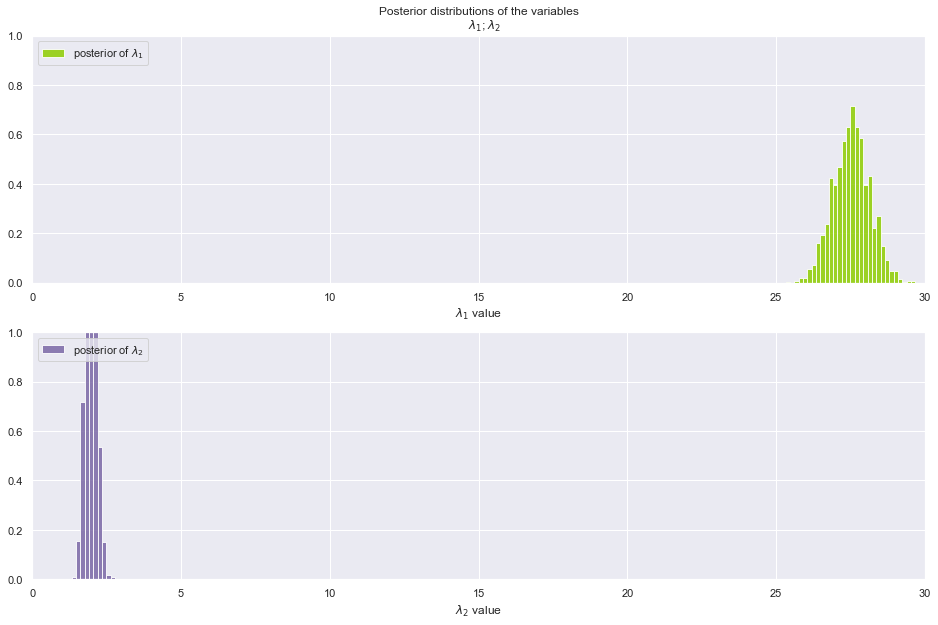 Posterior distributions of the variables
λ₁; λ₂
1.0
posterior of λ₁
0.8
0.6
0.4
0.2
0.0
0 5 10 15 20 25 30
λ₁ value
1.0
posterior of λ₂
0.8
0.6
0.4
0.2
0.0
0 5 10 15 20 25 30
λ₂ value